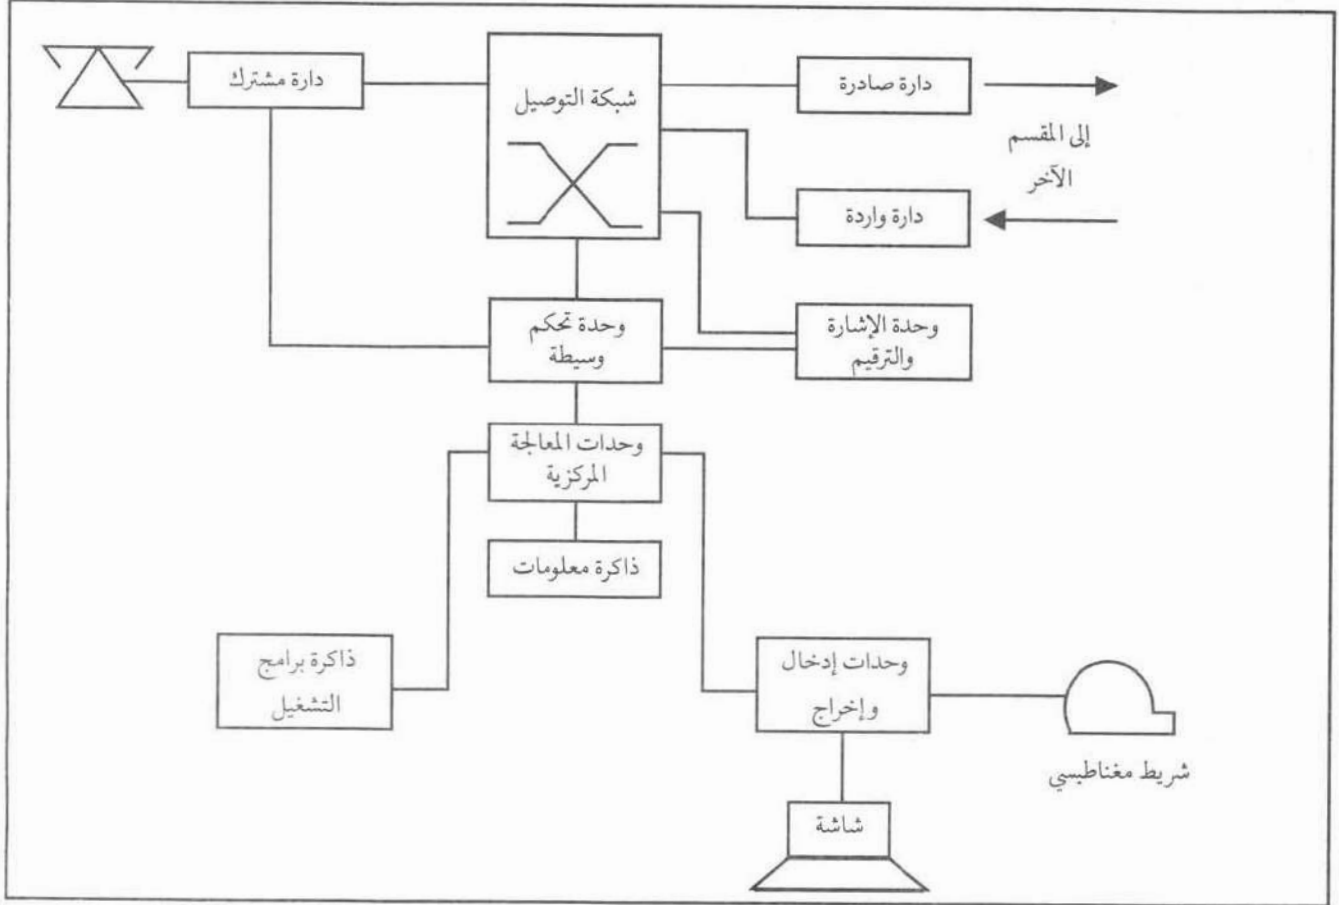 دارة مشترك
شبكة التوصيل
دارة صادرة
إلى المقسم
الآخر
دارة واردة
وحدة تحكم
وسيطة
وحدة الإشارة
والترقيم
وحدات المعالجة
المركزية
ذاكرة معلومات
ذاكرة برامج
التشغيل
وحدات إدخال
وإخراج
شريط مغناطيسي
شاشة